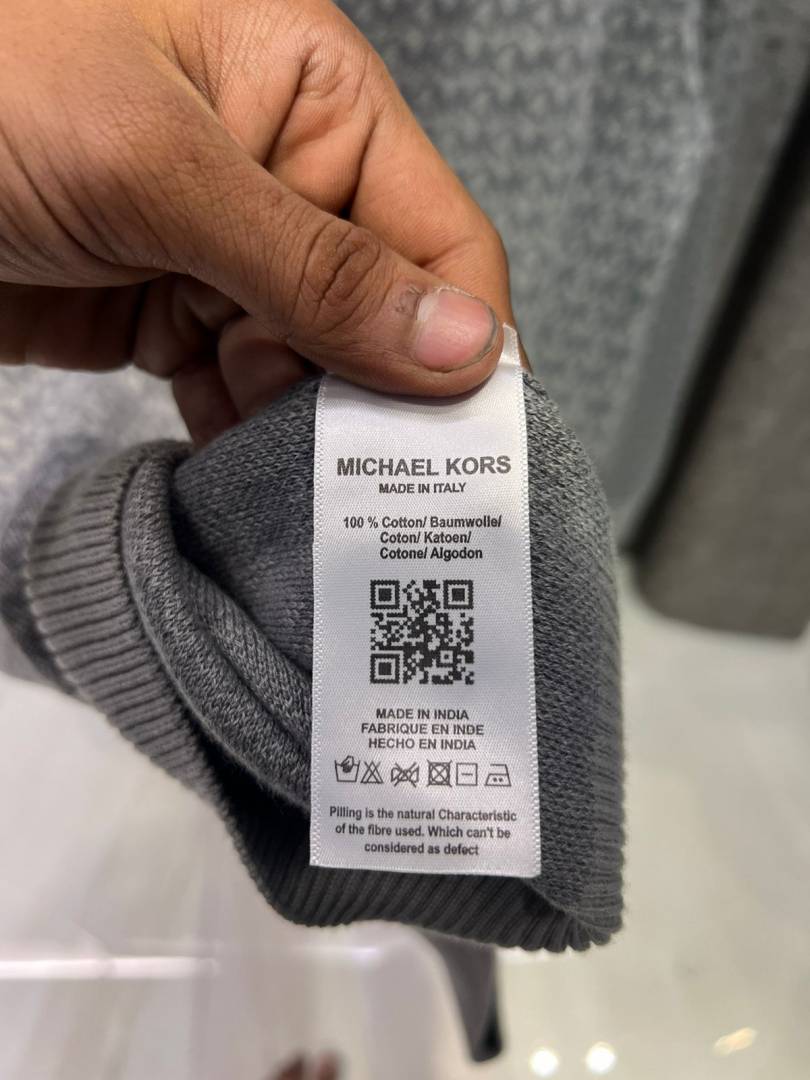 MICHAEL KORS
MADE IN ITALY
100 % Cotton/ Baumwolle/
Coton/ Katoen/
Cotone/ Algodon
MADE IN INDIA
FABRIQUE EN INDE
HECHO EN INDIA
Pilling is the natural Characteristic
of the fibre used. Which can't be
considered as defect